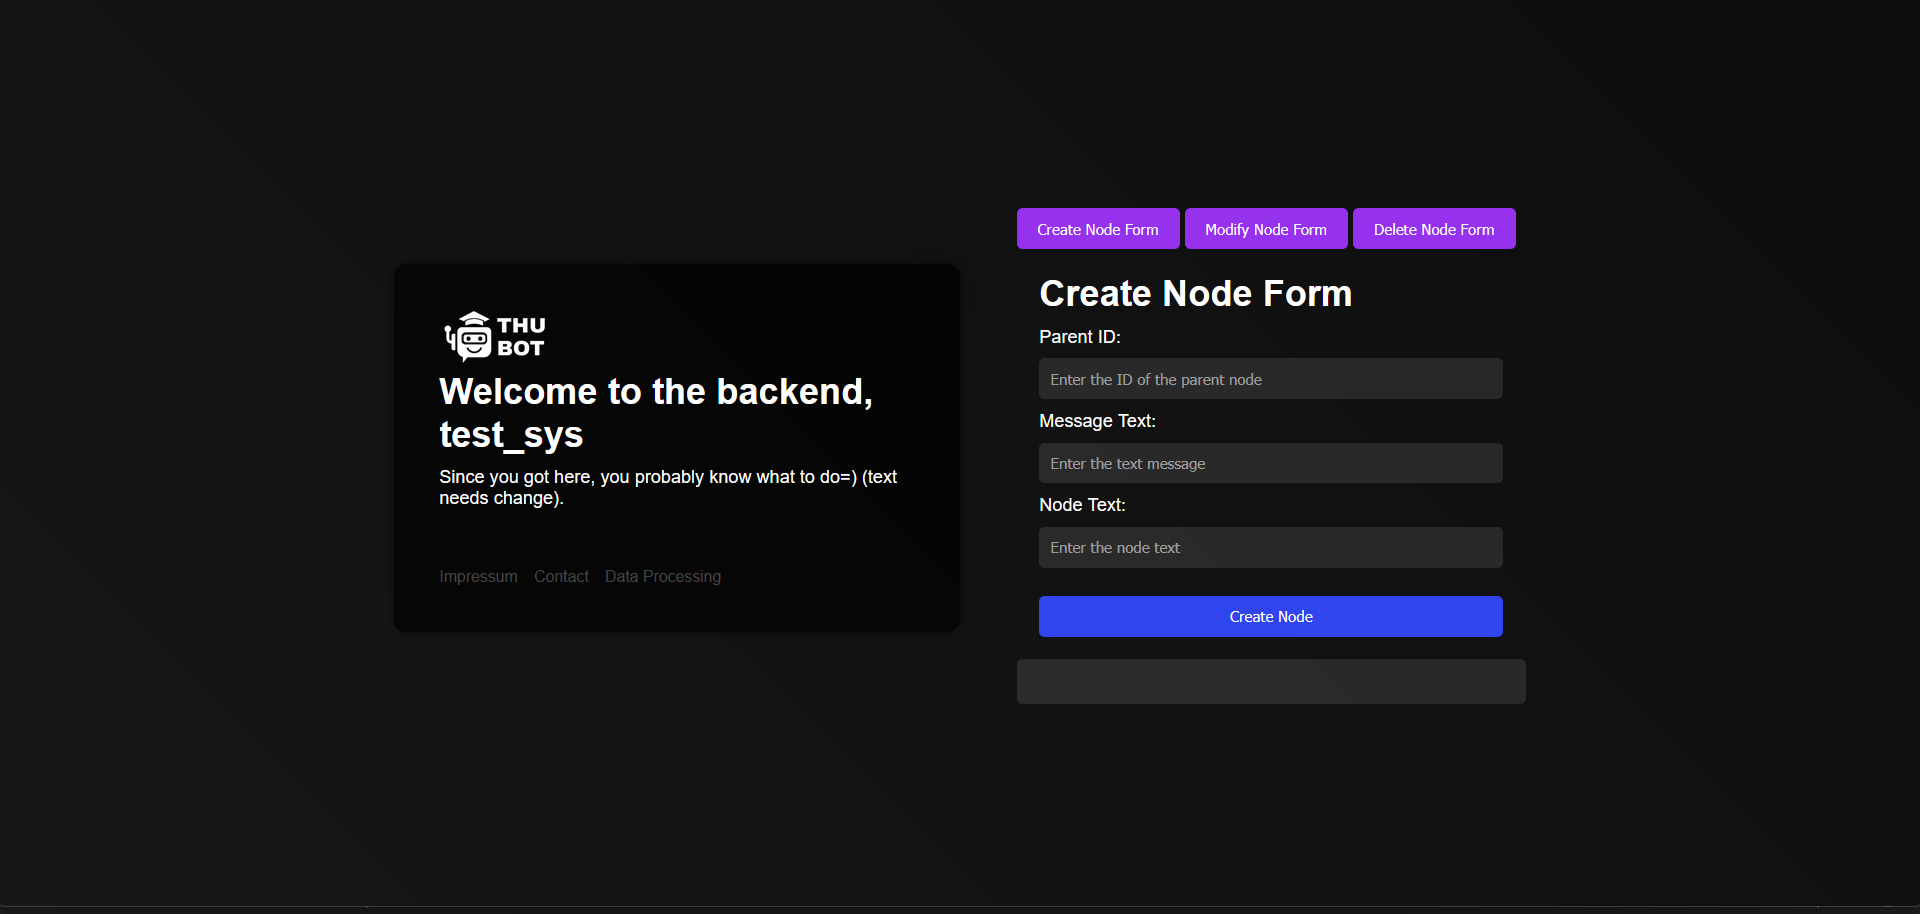 THU
BOT
Welcome to the backend,
test_sys
Since you got here, you probably know what to do=) (text
needs change).
Impressum Contact Data Processing
Create Node Form Modify Node Form Delete Node Form
Create Node Form
Parent ID:
Enter the ID of the parent node
Message Text:
Enter the text message
Node Text:
Enter the node text
Create Node